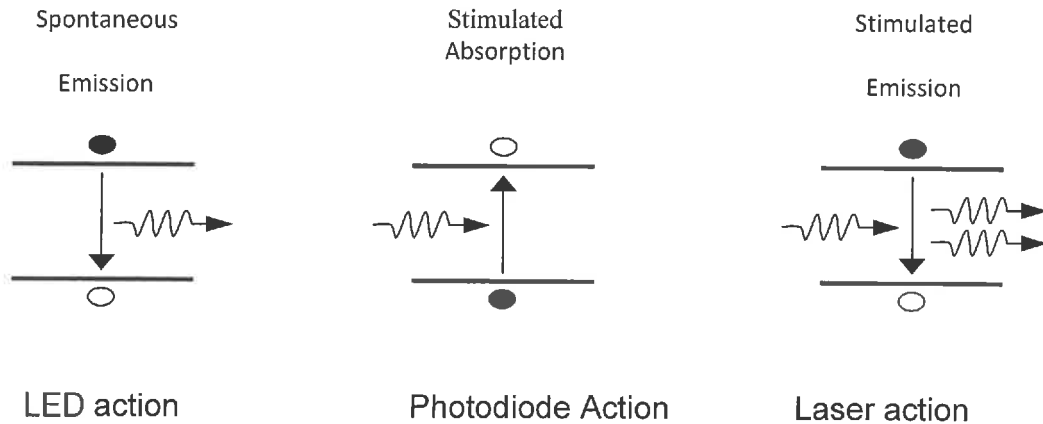 Spontaneous
Emission
Stimulated
Absorption
Stimulated
Emission
LED action
Photodiode Action
Laser action